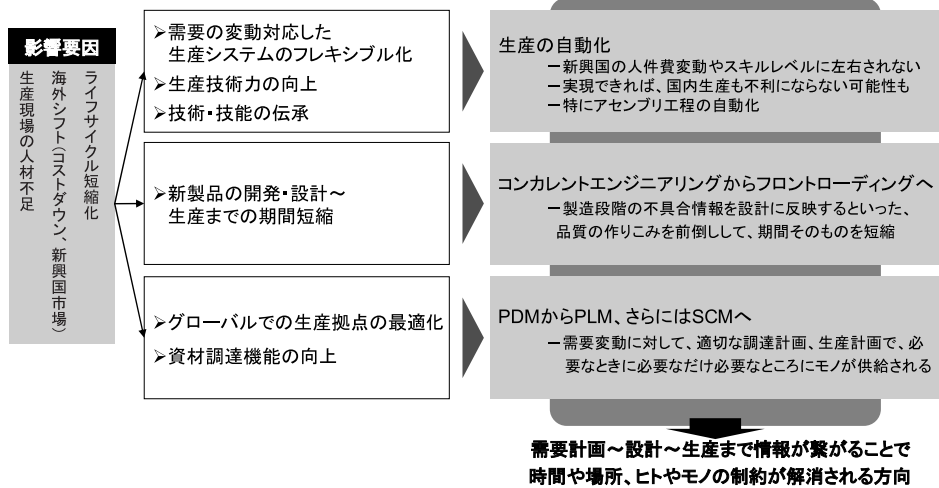 影響要因
ライフサイクル短縮化
海外シフト(コストダウン、新興国市場)
生産現場の人材不足
➢需要の変動対応した
生産システムのフレキシブル化
➢生産技術力の向上
➢技術・技能の伝承
➢新製品の開発・設計～
生産までの期間短縮
➢グローバルでの生産拠点の最適化
➢資材調達機能の向上
生産の自動化
－新興国の人件費変動やスキルレベルに左右されない
－実現できれば、国内生産も不利にならない可能性も
－特にアセンブリ工程の自動化
コンカレントエンジニアリングからフロントローディングへ
－製造段階の不具合情報を設計に反映するといった、
品質の作りこみを前倒しして、期間そのものを短縮
PDMからPLM、さらにはSCMへ
－需要変動に対して、適切な調達計画、生産計画で、必
要なときに必要なだけ必要なところにモノが供給される
需要計画～設計～生産まで情報が繋がることで
時間や場所、ヒトやモノの制約が解消される方向